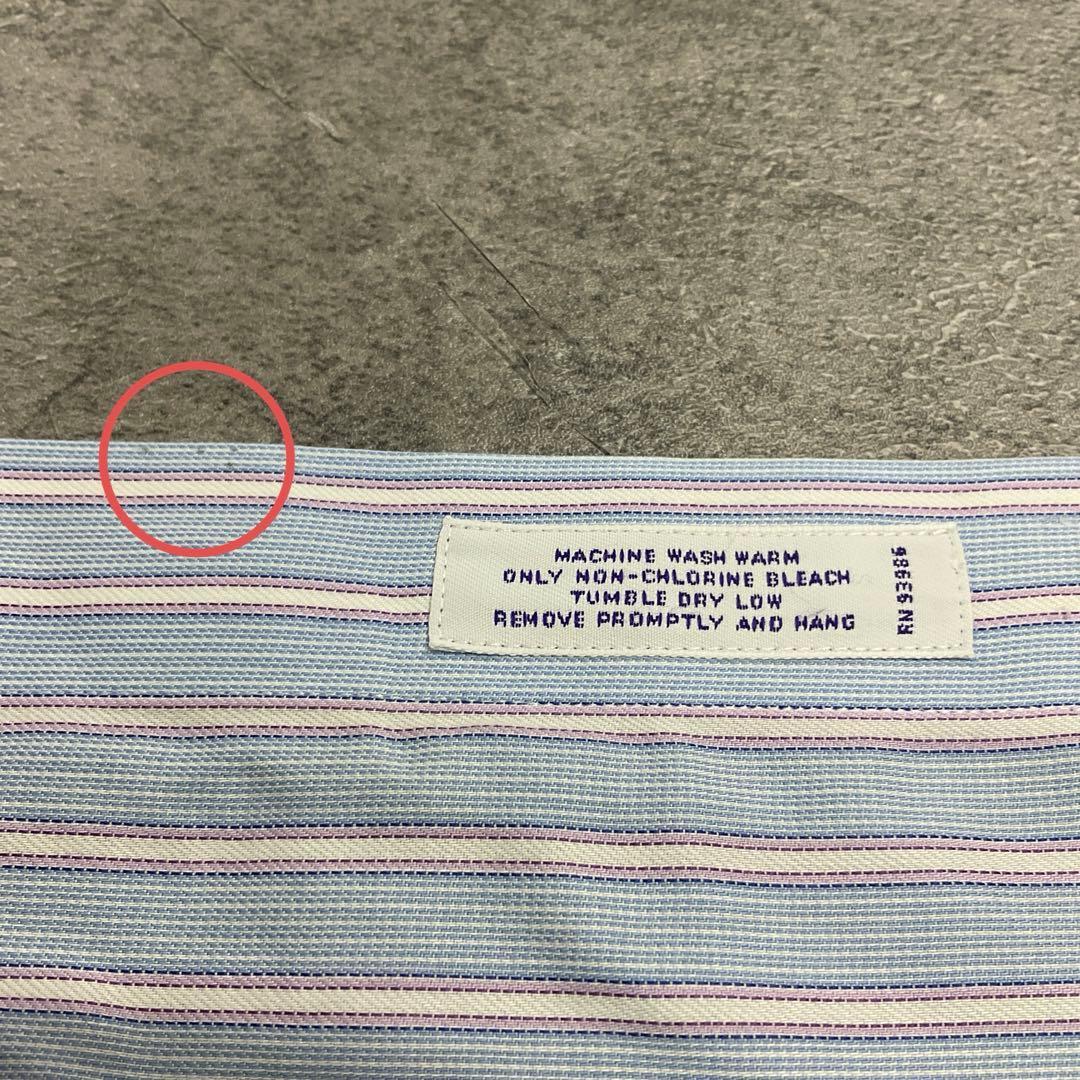 MACHINE WASH WARM
ONLY NON-CHLORINE BLEACH
TUMBLE DRY LOW
REMOVE PROMPTLY AND HANG
RN 93986